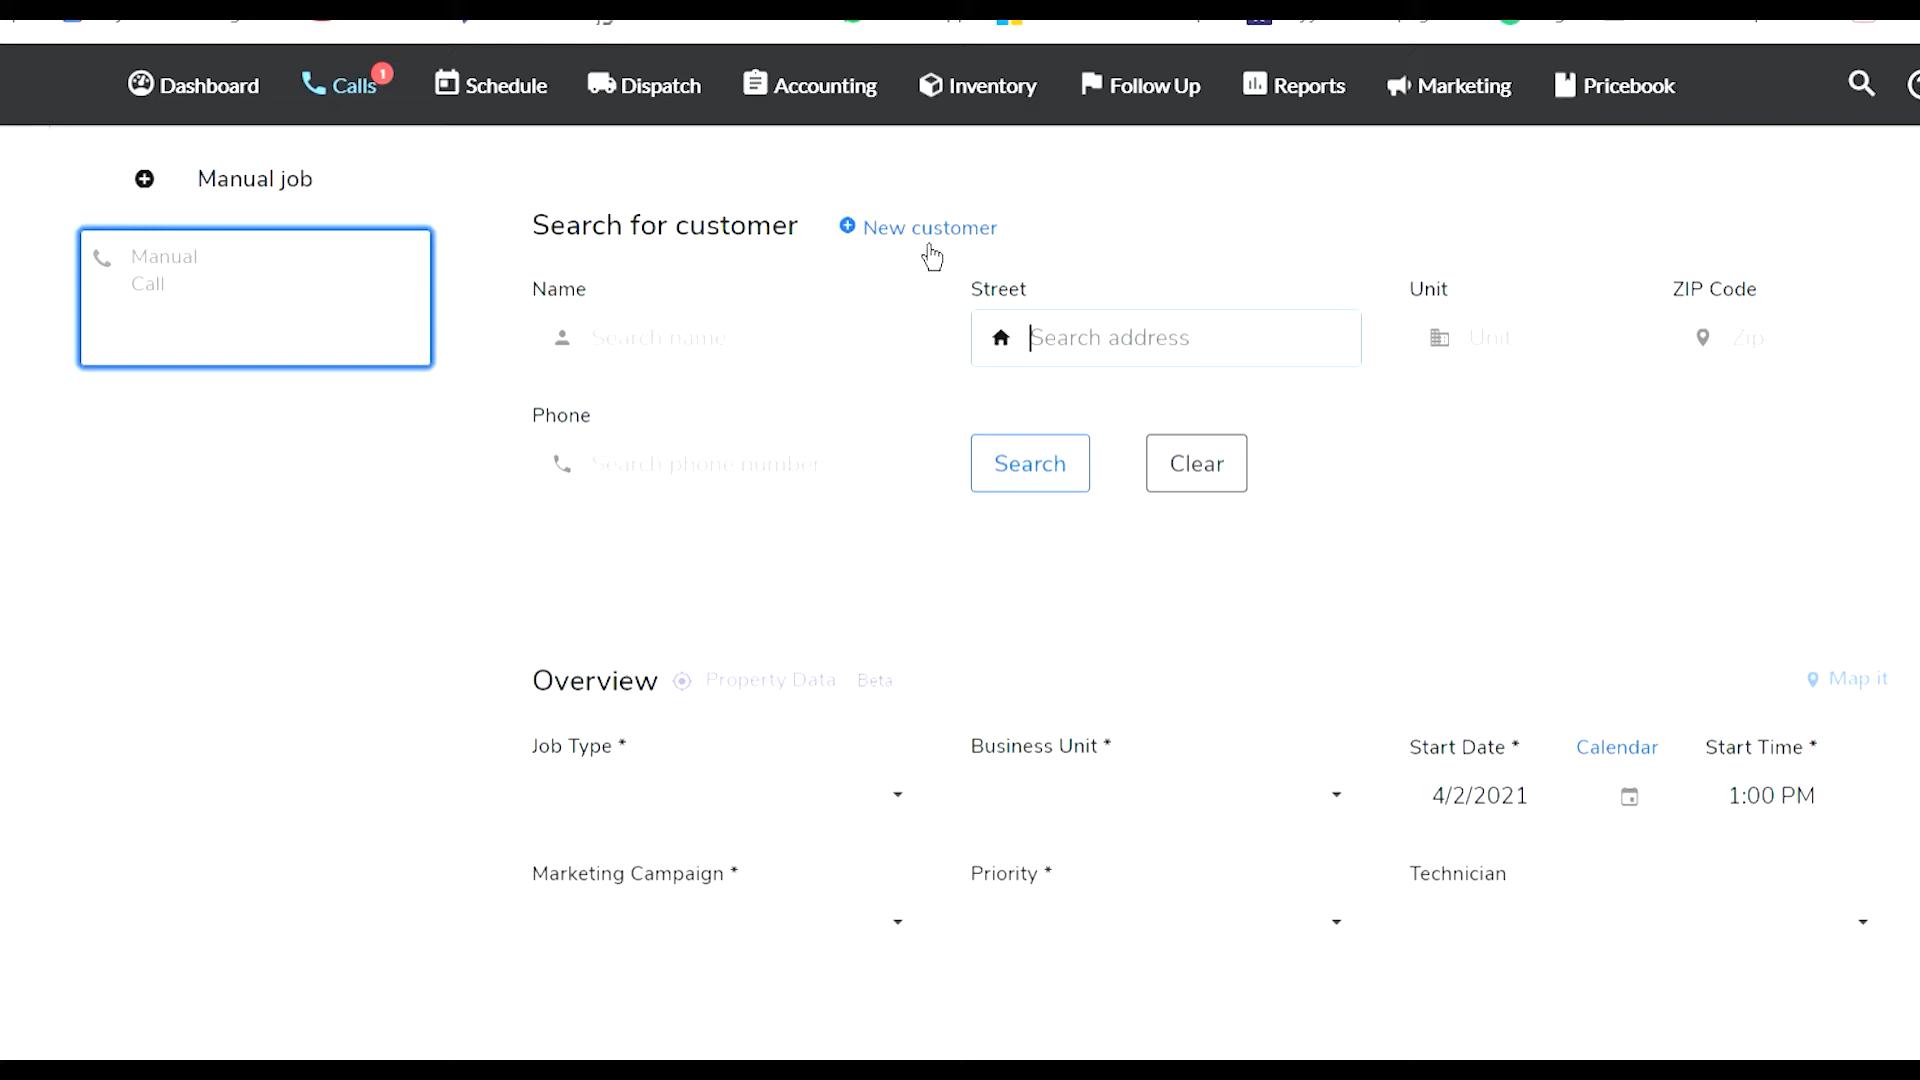 Dashboard Calls 1 Schedule Dispatch Accounting Inventory Follow Up Reports Marketing Pricebook
Manual job
Search for customer New customer
Manual
Call
Name Street Unit ZIP Code
Search name Search address Unit Zip
Phone
Search phone number Search Clear
Overview Property Data Beta Map it
Job Type * Business Unit * Start Date * Calendar Start Time *
4/2/2021 1:00 PM
Marketing Campaign * Priority * Technician